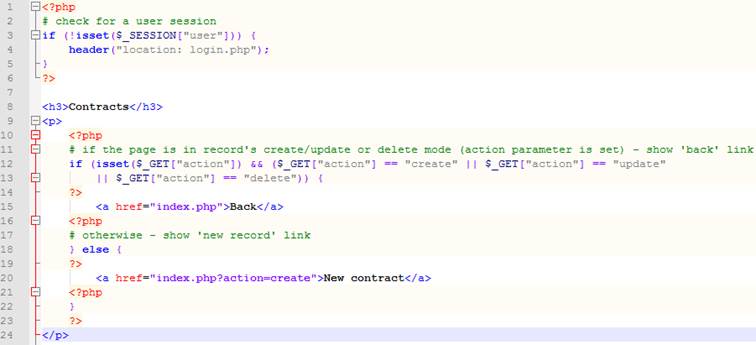 1 <?php
2 # check for a user session
3 if (!isset($_SESSION["user"])) {
4     header("location: login.php");
5 }
6 ?>
7
8 <h3>Contracts</h3>
9 <p>
10     <?php
11     # if the page is in record's create/update or delete mode (action parameter is set) - show 'back' link
12     if (isset($_GET["action"]) && ($_GET["action"] == "create" || $_GET["action"] == "update"
13         || $_GET["action"] == "delete")) {
14     ?>
15         <a href="index.php">Back</a>
16     <?php
17     # otherwise - show 'new record' link
18     } else {
19     ?>
20         <a href="index.php?action=create">New contract</a>
21     <?php
22     }
23     ?>
24 </p>